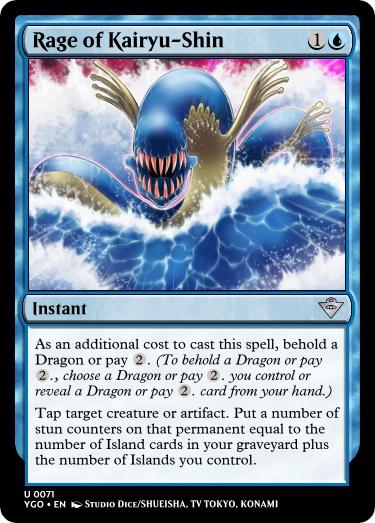 Rage of Kairyu-Shin 1
Instant
As an additional cost to cast this spell, behold a
Dragon or pay 2. (To behold a Dragon or pay
2., choose a Dragon or pay 2. you control or
reveal a Dragon or pay 2. card from your hand.)
Tap target creature or artifact. Put a number of
stun counters on that permanent equal to the
number of Island cards in your graveyard plus
the number of Islands you control.
U 0071
YGO • EN Studio Dice/SHUEISHA, TV TOKYO, KONAMI